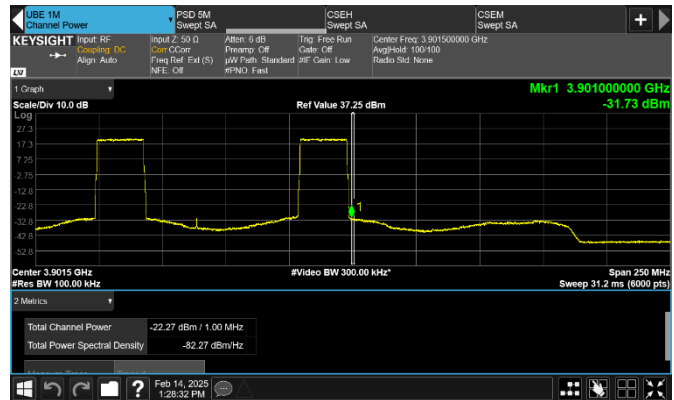 UBE 1M
Channel Power
PSD 5M
Swept SA
CSEH
Swept SA
CSEM
Swept SA
KEYSIGHT
Input: RF
Coupling: DC
Align: Auto
Input Z: 50 Ω
Corr CCorr
Freq Ref: Ext (S)
NFE: Off
Atten: 6 dB
Preamp: Off
µW Path: Standard
#PNO: Fast
Trig: Free Run
Gate: Off
#IF Gain: Low
Center Freq: 3.901500000 GHz
Avg|Hold: 100/100
Radio Std: None
LXI
1 Graph
Mkr1 3.901000000 GHz
-31.73 dBm
Scale/Div 10.0 dB
Ref Value 37.25 dBm
Log
27.3
17.3
7.25
-2.75
-12.8
-22.8
-32.8
-42.8
-52.8
1
Center 3.9015 GHz
#Video BW 300.00 kHz*
Span 250 MHz
#Res BW 100.00 kHz
Sweep 31.2 ms (6000 pts)
2 Metrics
Total Channel Power
-22.27 dBm / 1.00 MHz
Total Power Spectral Density
-82.27 dBm/Hz
?
Feb 14, 2025
1:28:32 PM